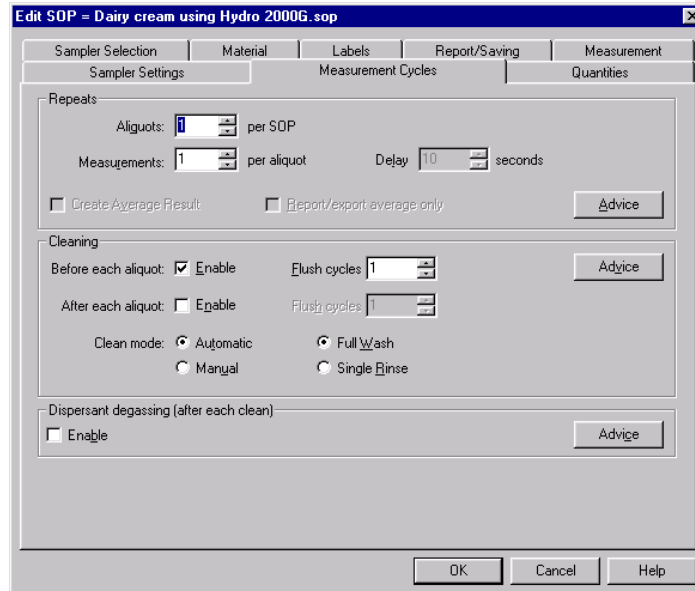 Edit SOP = Dairy cream using Hydro 2000G.sop
Sampler Selection Material Labels Report/Saving Measurement
Sampler Settings Measurement Cycles Quantities
Repeats
Aliquots: 1 per SOP
Measurements: 1 per aliquot Delay 10 seconds
Create Average Result Report/export average only Advice
Cleaning
Before each aliquot: Enable Flush cycles 1 Advice
After each aliquot: Enable Flush cycles 1
Clean mode: Automatic Full Wash
Manual Single Rinse
Dispersant degassing (after each clean)
Enable Advice
OK Cancel Help